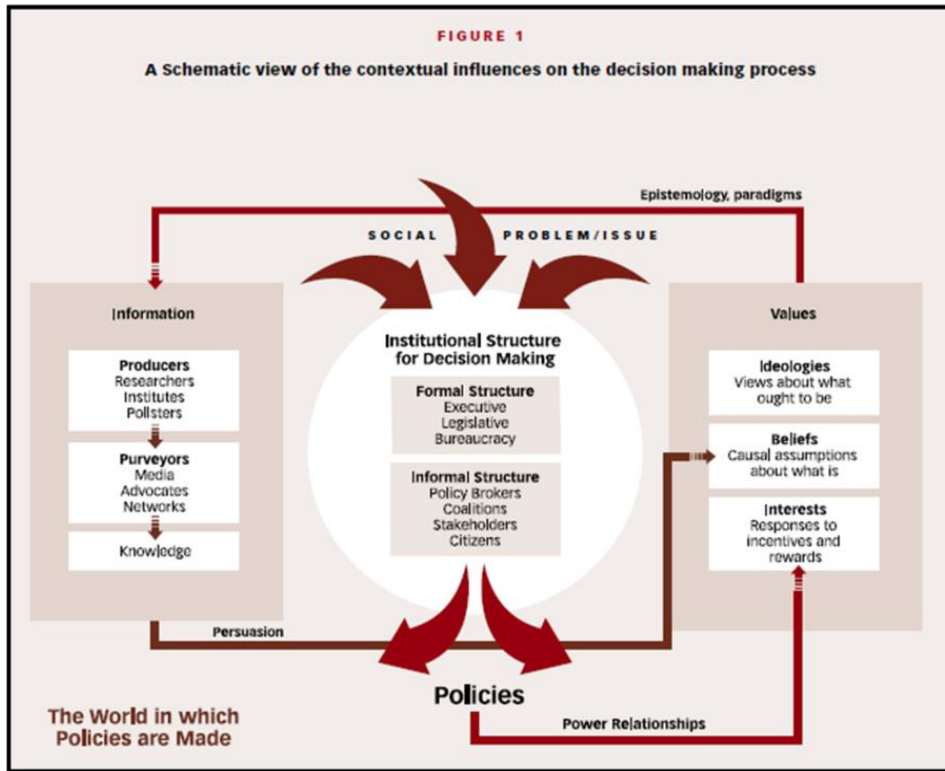 FIGURE 1
A Schematic view of the contextual influences on the decision making process
Epistemology, paradigms
SOCIAL PROBLEM/ISSUE
Information
Producers
Researchers
Institutes
Pollsters
Purveyors
Media
Advocates
Networks
Knowledge
Institutional Structure
for Decision Making
Formal Structure
Executive
Legislative
Bureaucracy
Informal Structure
Policy Brokers
Coalitions
Stakeholders
Citizens
Values
Ideologies
Views about what
ought to be
Beliefs
Causal assumptions
about what is
Interests
Responses to
incentives and
rewards
Persuasion
Policies
Power Relationships
The World in which
Policies are Made